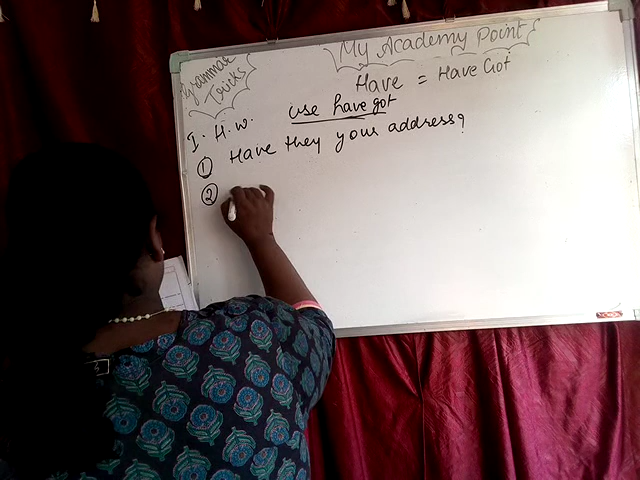 My Academy Point
Grammar
Tricks
Have = Have Got
I. H.W. use have got
① Have they your address?
②